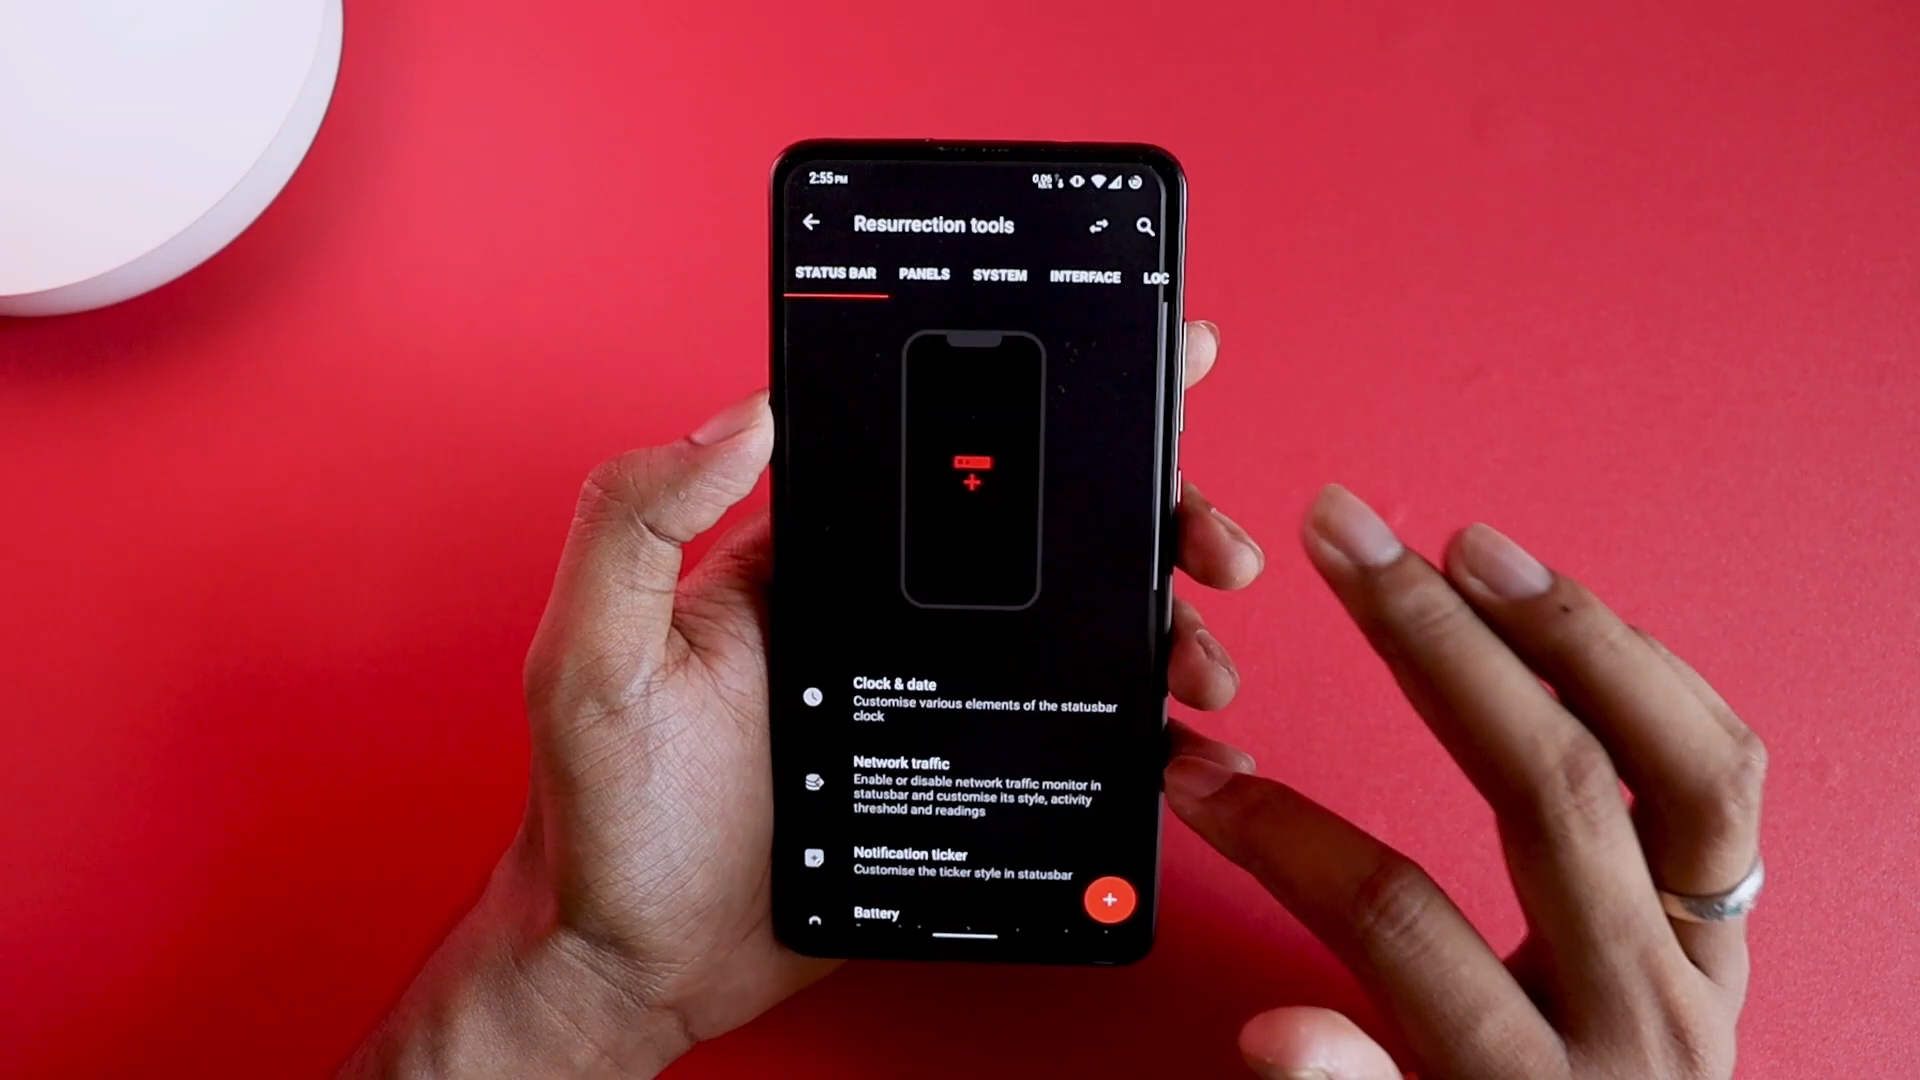 2:55 PM
Resurrection tools
STATUS BAR PANELS SYSTEM INTERFACE LOC
Clock & date
Customise various elements of the statusbar
clock
Network traffic
Enable or disable network traffic monitor in
statusbar and customise its style, activity
threshold and readings
Notification ticker
Customise the ticker style in statusbar
Battery